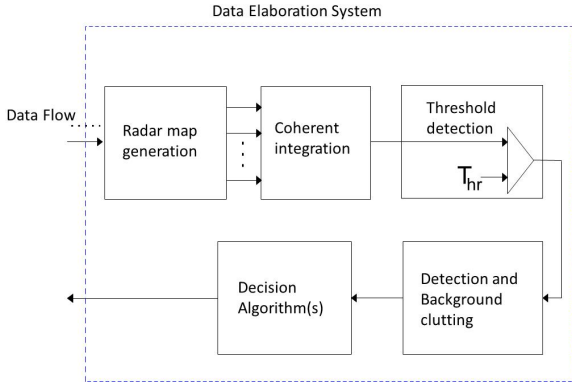 Data Elaboration System
Data Flow
Radar map
generation
Coherent
integration
Threshold
detection
Thr
Decision
Algorithm(s)
Detection and
Background
clutting